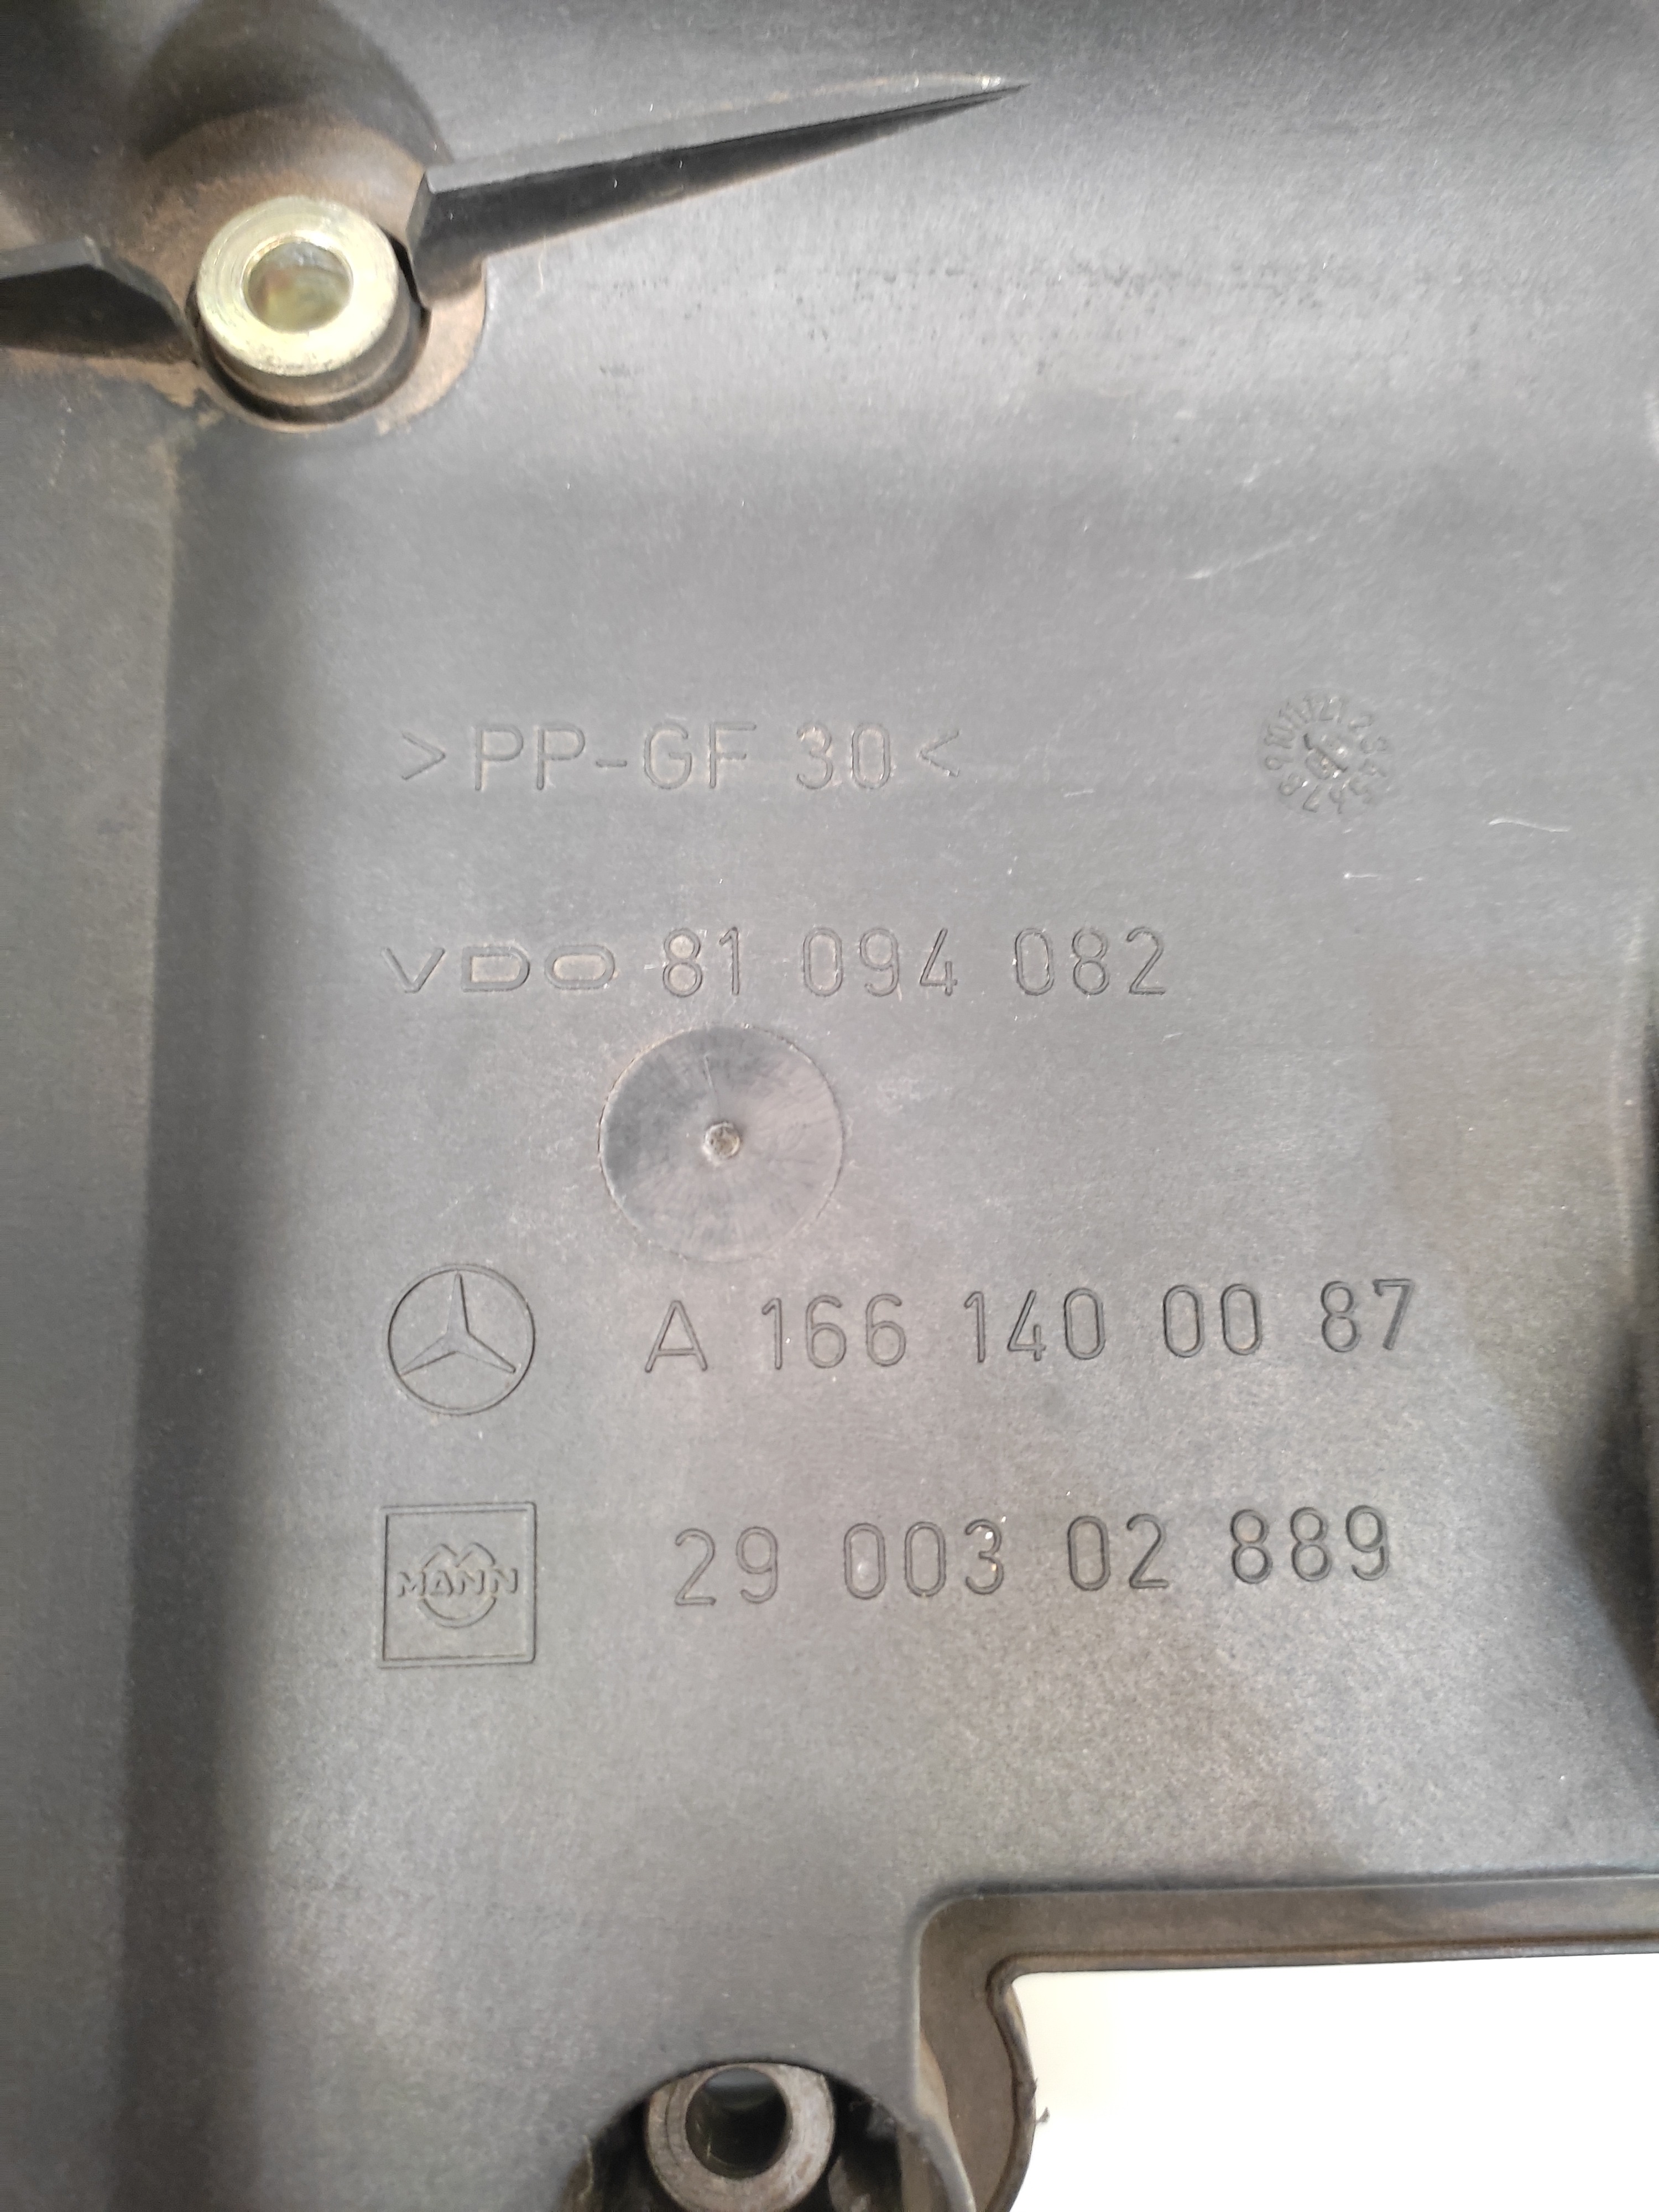 >PP-GF 30<
VDO 81 094 082
A 166 140 00 87
MANN 29 003 02 889